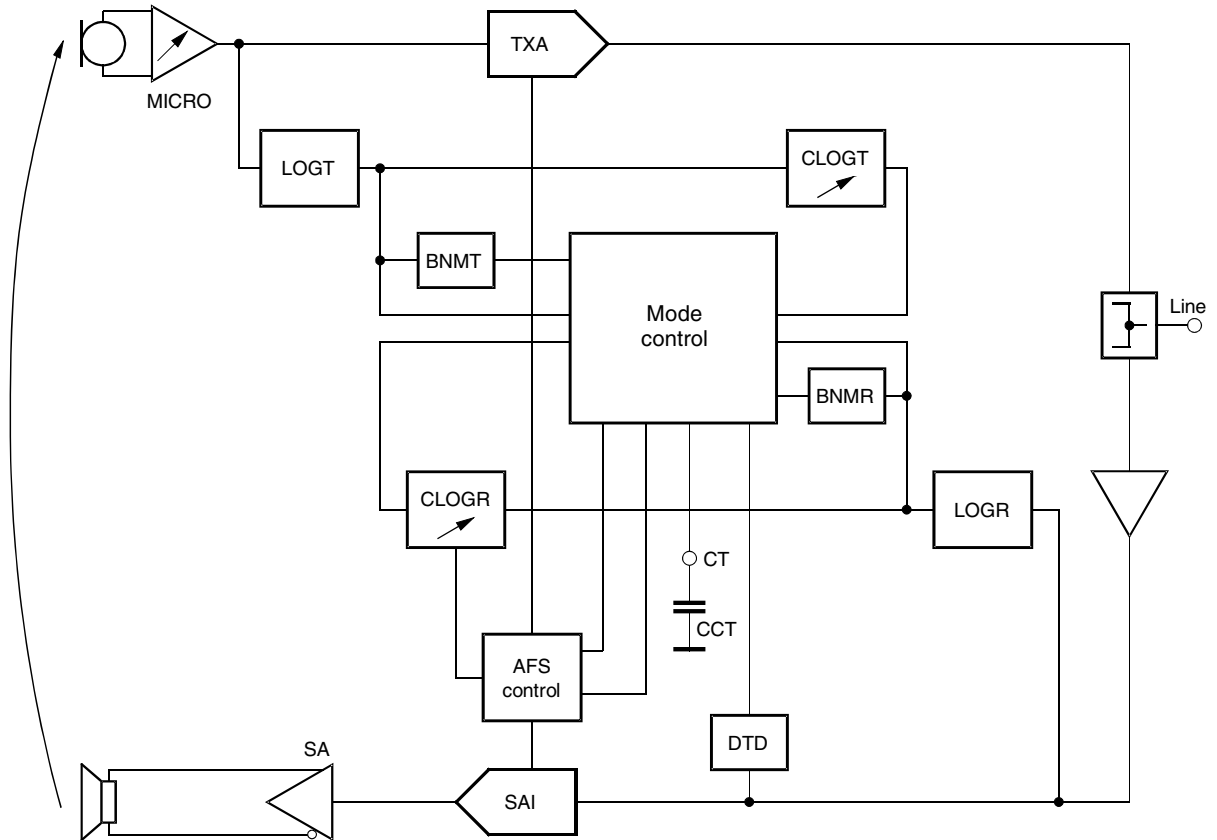 TXA
MICRO
LOGT
CLOGT
BNMT
Mode
control
Line
BNMR
CLOGR
LOGR
CT
CCT
AFS
control
DTD
SA
SAI